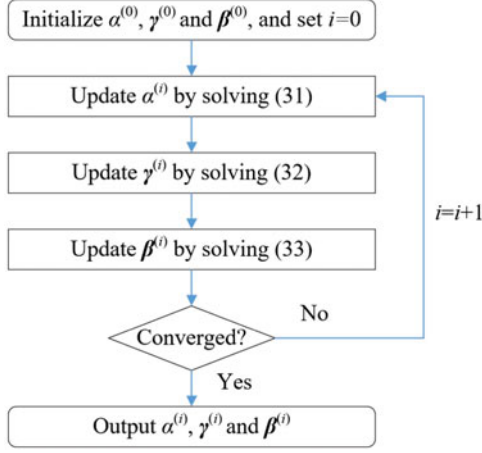 Initialize α⁽⁰⁾, γ⁽⁰⁾ and β⁽⁰⁾, and set i=0
Update α⁽ⁱ⁾ by solving (31)
Update γ⁽ⁱ⁾ by solving (32)
i=i+1
Update β⁽ⁱ⁾ by solving (33)
No
Converged?
Yes
Output α⁽ⁱ⁾, γ⁽ⁱ⁾ and β⁽ⁱ⁾